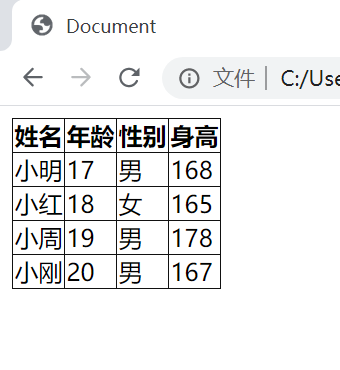 Document
文件 C:/Use
姓名 年龄 性别 身高
小明 17 男 168
小红 18 女 165
小周 19 男 178
小刚 20 男 167